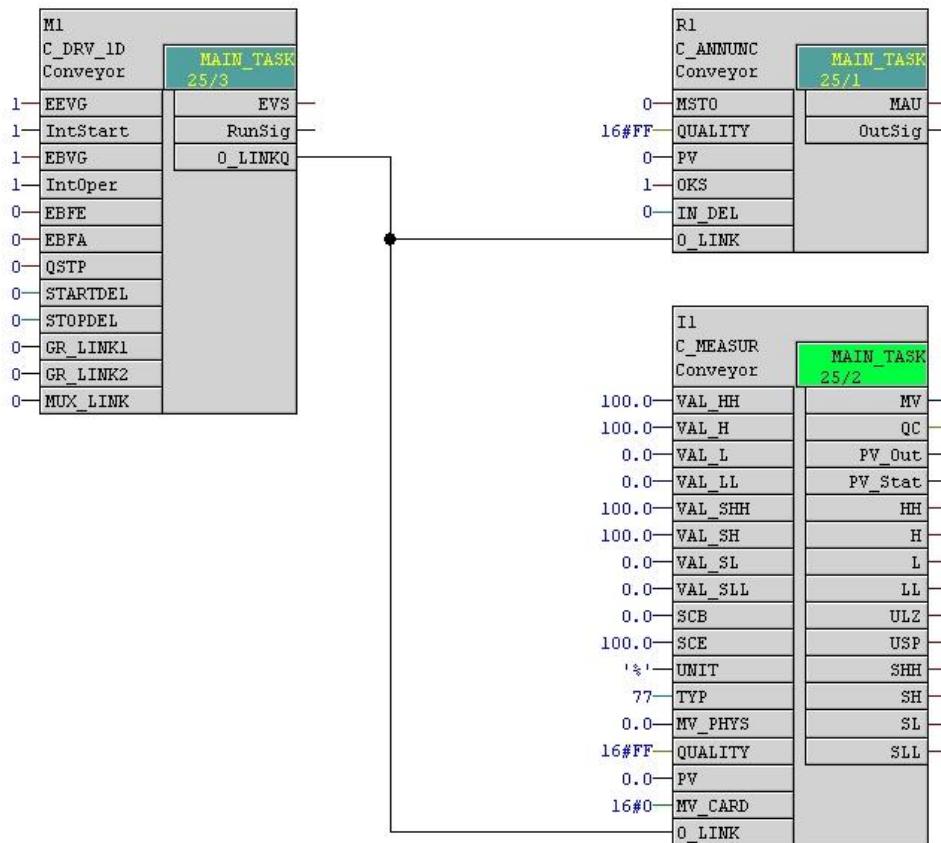 M1
C_DRV_1D
Conveyor
MAIN_TASK
25/3
1 EEVG EVS
1 IntStart RunSig
1 EBVG O_LINKQ
1 IntOper
0 EBFE
0 EBFA
0 QSTP
0 STARTDEL
0 STOPDEL
0 GR_LINK1
0 GR_LINK2
0 MUX_LINK
R1
C_ANNUNC
Conveyor
MAIN_TASK
25/1
0 MSTO MAU
16#FF QUALITY OutSig
0 PV
1 OKS
0 IN_DEL
O_LINK
I1
C_MEASUR
Conveyor
MAIN_TASK
25/2
100.0 VAL_HH MV
100.0 VAL_H QC
0.0 VAL_L PV_Out
0.0 VAL_LL PV_Stat
100.0 VAL_SHH HH
100.0 VAL_SH H
0.0 VAL_SL L
0.0 VAL_SLL LL
0.0 SCB ULZ
100.0 SCE USP
'%' UNIT SHH
77 TYP SH
0.0 MV_PHYS SL
16#FF QUALITY SLL
0.0 PV
16#0 MV_CARD
O_LINK